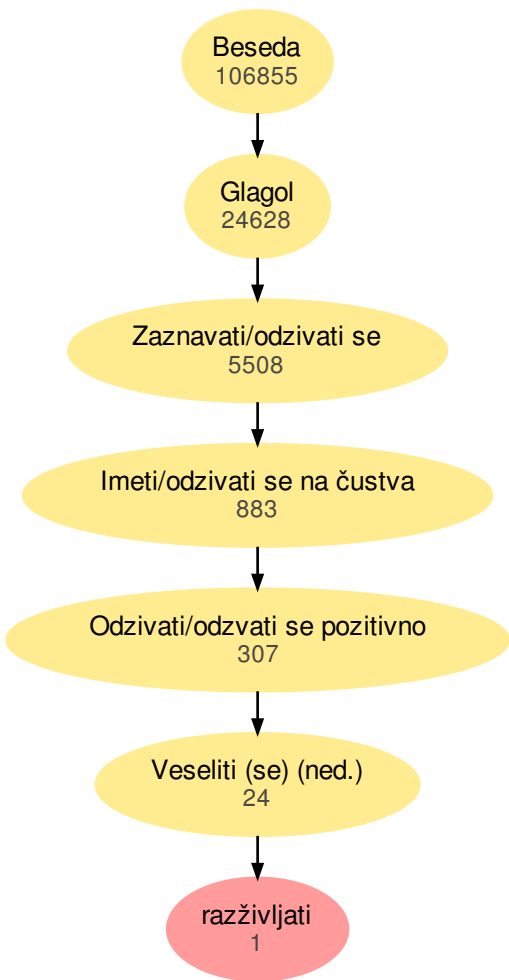 Beseda
106855
Glagol
24628
Zaznavati/odzivati se
5508
Imeti/odzivati se na čustva
883
Odzivati/odzvati se pozitivno
307
Veseliti (se) (ned.)
24
razživljati
1